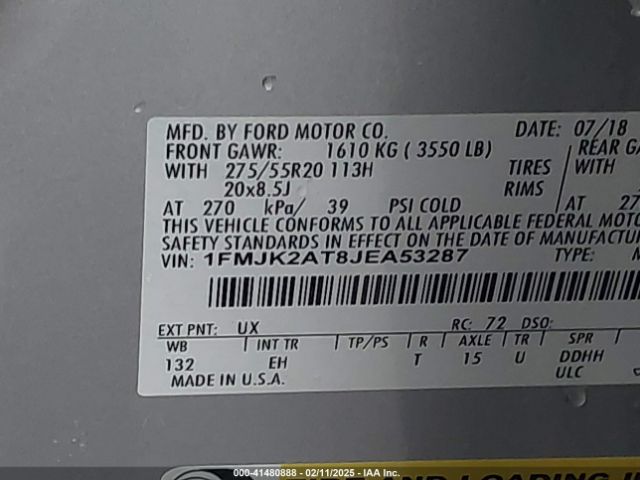 MFD. BY FORD MOTOR CO. DATE: 07/18
FRONT GAWR: 1610 KG ( 3550 LB) REAR GA
WITH 275/55R20 113H TIRES WITH
20x8.5J RIMS
AT 270 kPa/ 39 PSI COLD AT 27
THIS VEHICLE CONFORMS TO ALL APPLICABLE FEDERAL MOTO
SAFETY STANDARDS IN EFFECT ON THE DATE OF MANUFACTUR
VIN: 1FMJK2AT8JEA53287 TYPE: M
EXT PNT: UX RC: 72 DSO:
WB INT TR TP/PS R AXLE TR SPR
132 EH T 15 U DDHH
MADE IN U.S.A. ULC
000-41480888 - 02/11/2025 - IAA Inc.